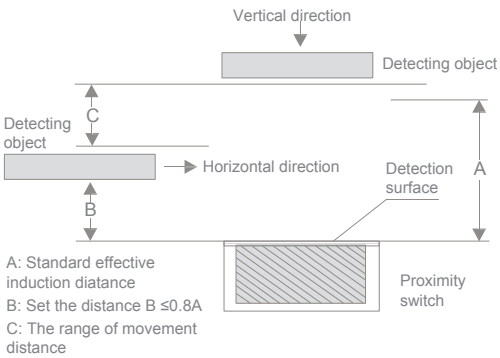 Vertical direction
Detecting object
C
Detecting
object
Horizontal direction
Detection
surface
A
B
A: Standard effective
induction diatance
B: Set the distance B ≤0.8A
C: The range of movement
distance
Proximity
switch